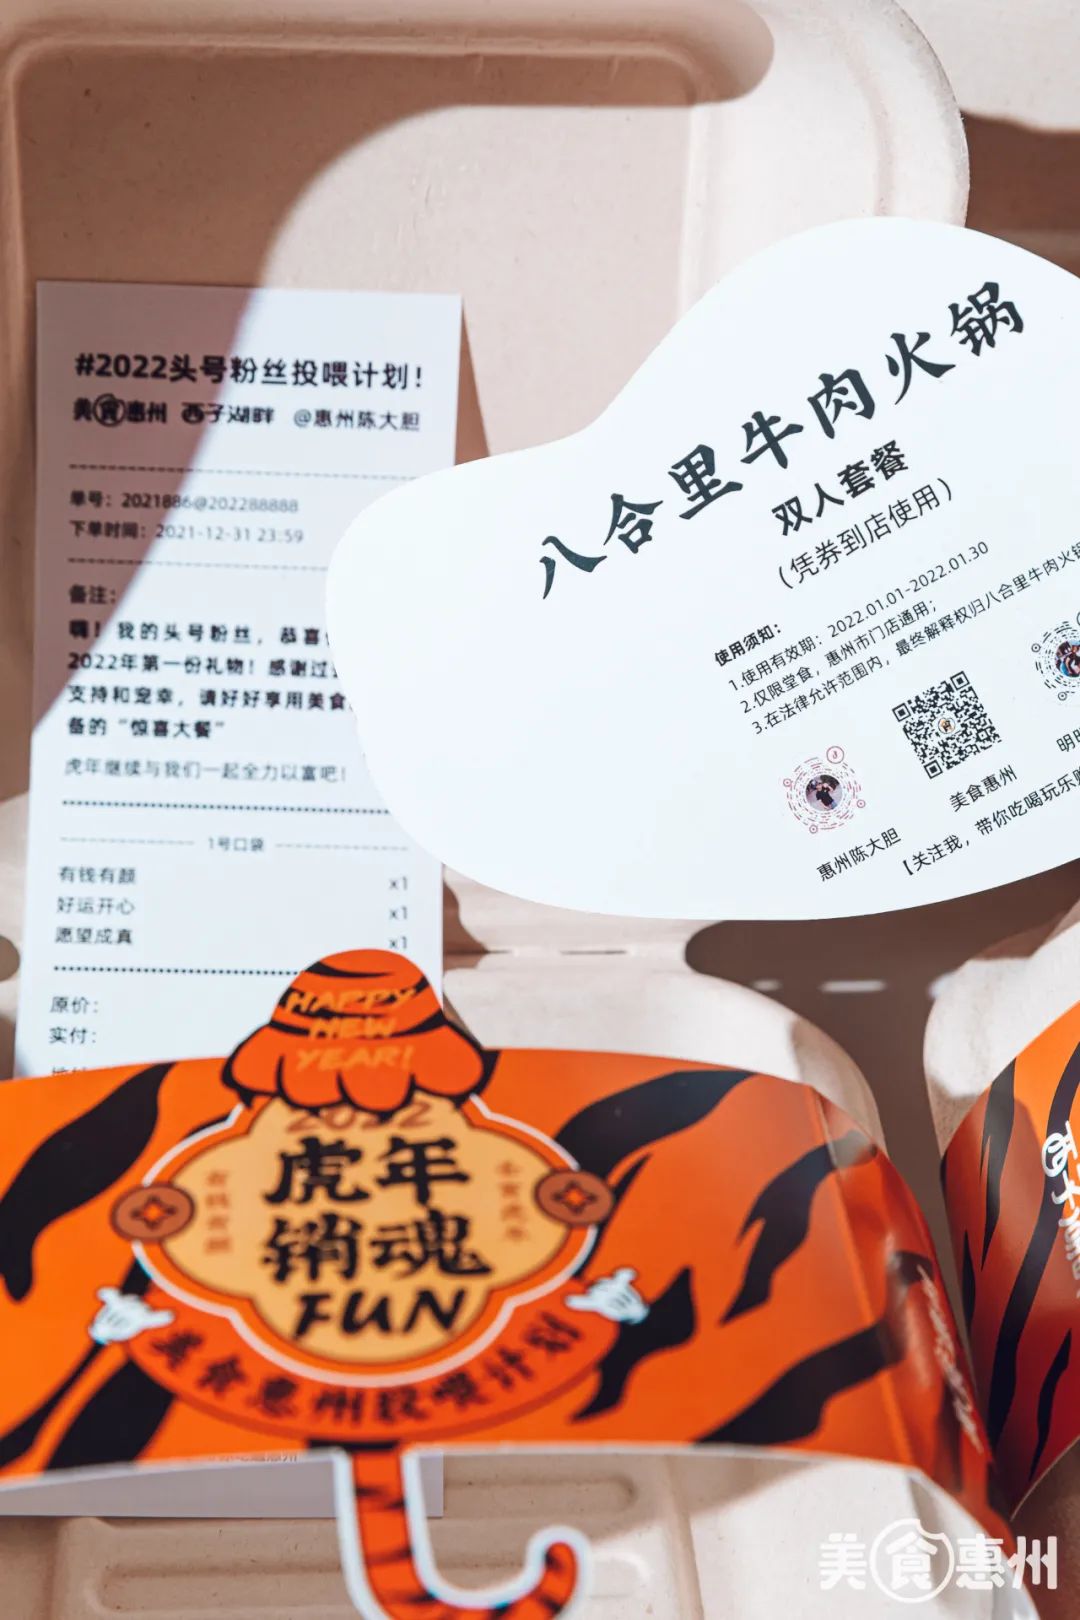 #2022头号粉丝投喂计划！
美食惠州 西子湖畔 @惠州陈大胆
单号：2021886@202288888
下单时间：2021-12-31 23:59
备注：
嗨！我的头号粉丝，恭喜
2022年第一份礼物！感谢过
支持和宠幸，请好好享用美食
备的“惊喜大餐”
虎年继续与我们一起全力以富吧！
1号口袋
有钱有颜 x1
好运开心 x1
愿望成真 x1
原价：
实付：
八合里牛肉火锅
双人套餐
（凭券到店使用）
使用须知：
1.使用有效期：2022.01.01-2022.01.30
2.仅限堂食，惠州市门店通用；
3.在法律允许范围内，最终解释权归八合里牛肉火锅
惠州陈大胆
美食惠州
明
【关注我，带你吃喝玩乐
HAPPY
NEW
YEAR!
2022
虎年
销魂
FUN
有钱有颜
美食惠州投喂计划
美食惠州